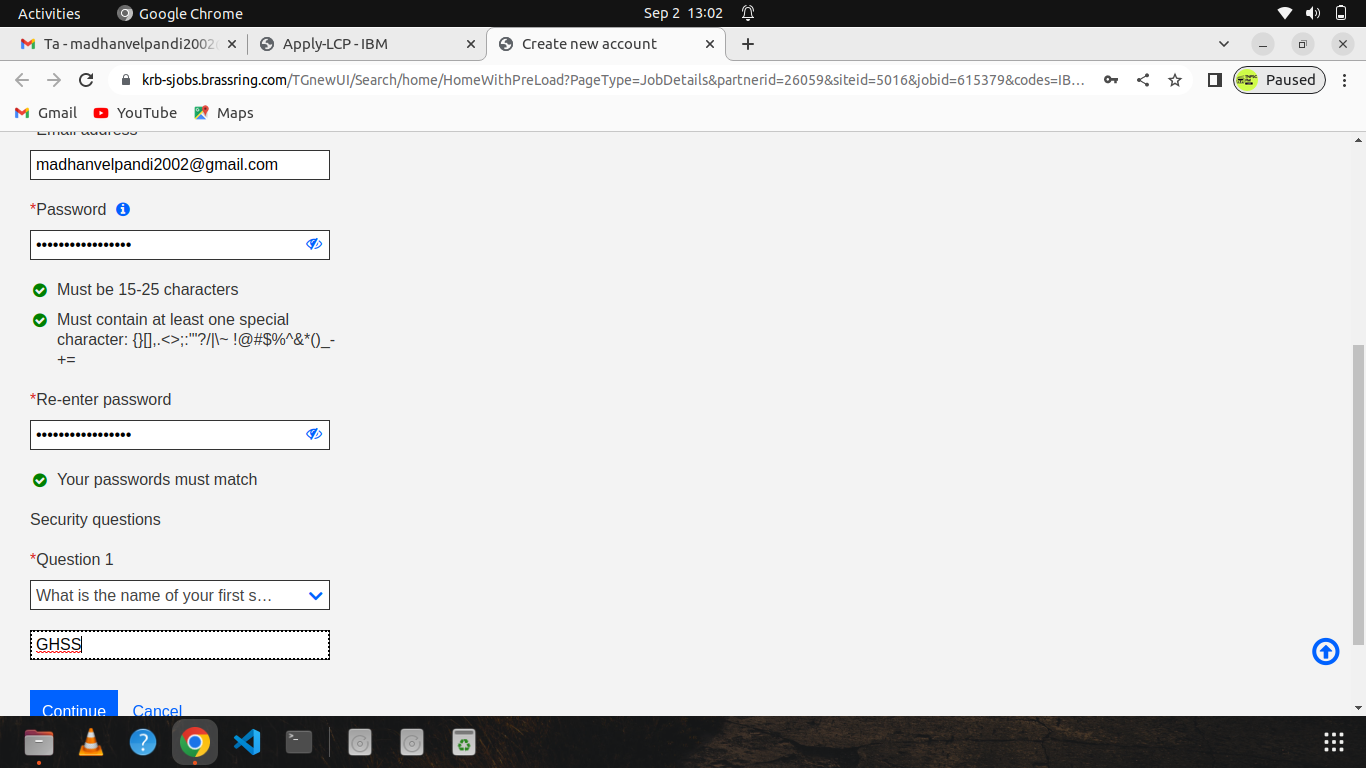 Activities Google Chrome Sep 2 13:02
Ta - madhanvelpandi2002 Apply-LCP - IBM Create new account
krb-sjobs.brassring.com/TGnewUI/Search/home/HomeWithPreLoad?PageType=JobDetails&partnerid=26059&siteid=5016&jobid=615379&codes=IB… Paused
Gmail YouTube Maps
*Email address
madhanvelpandi2002@gmail.com
*Password
•••••••••••••••••
Must be 15-25 characters
Must contain at least one special
character: {}[],.<>;:'"?/|\~ !@#$%^&*()_-
+=
*Re-enter password
•••••••••••••••••
Your passwords must match
Security questions
*Question 1
What is the name of your first s…
GHSS
Continue Cancel